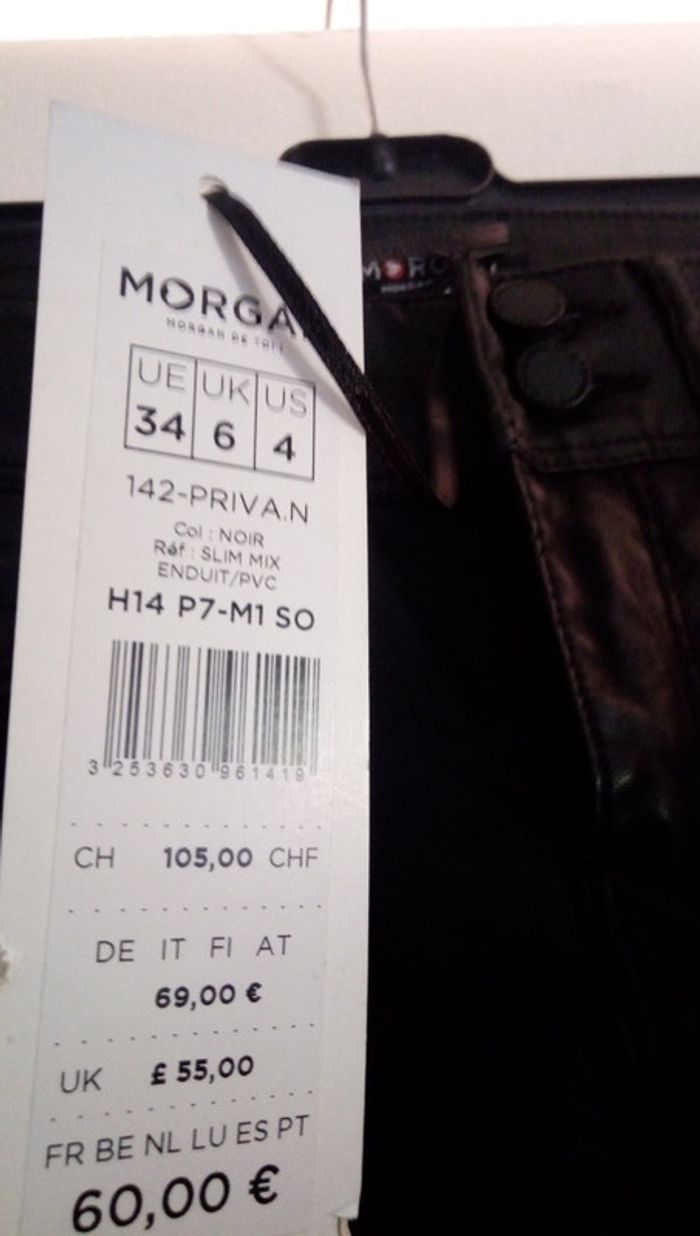 MORGA
MORGAN DE TOI
UE UK US
34 6 4
142-PRIVA.N
Col : NOIR
Réf : SLIM MIX
ENDUIT/PVC
H14 P7-M1 SO
3 253630 961419
CH 105,00 CHF
DE IT FI AT
69,00 €
UK £ 55,00
FR BE NL LU ES PT
60,00 €